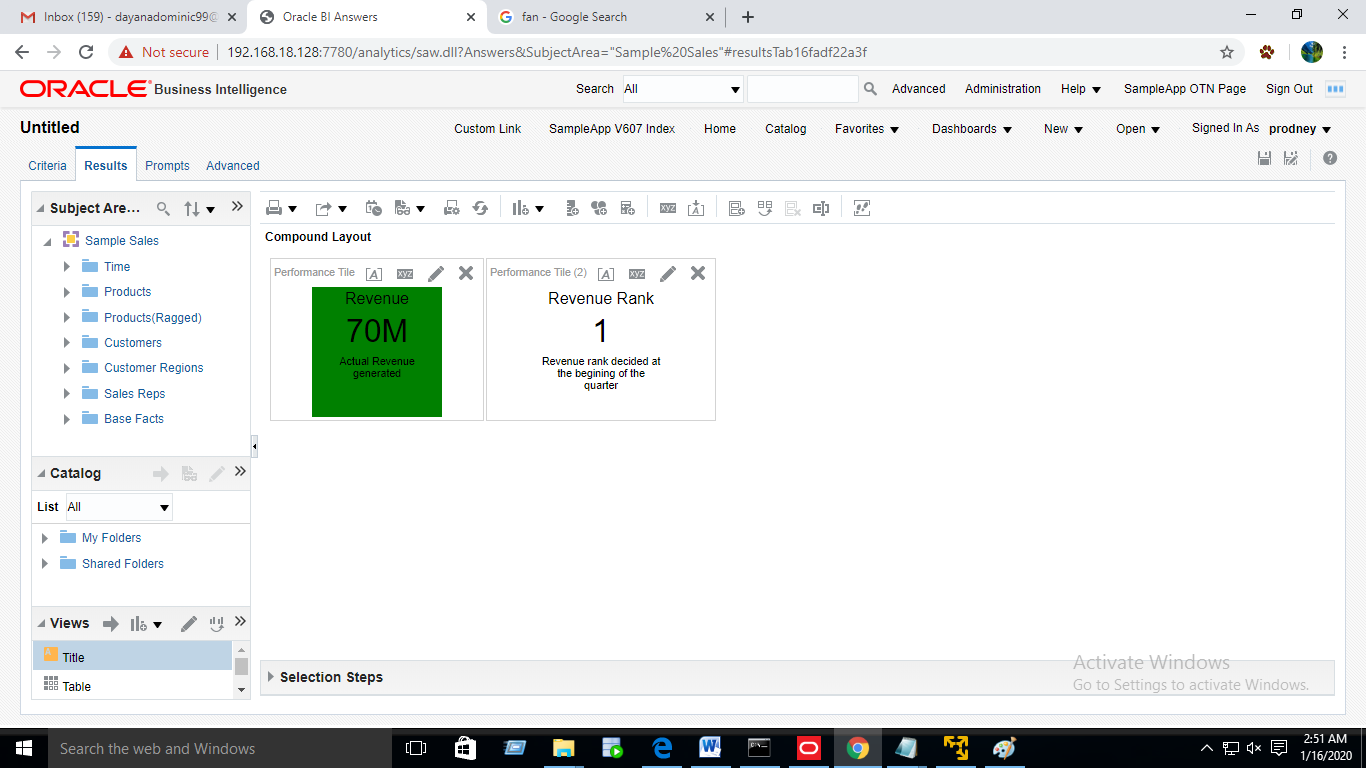 Inbox (159) - dayanadominic99@
Oracle BI Answers
fan - Google Search
Not secure
192.168.18.128:7780/analytics/saw.dll?Answers&SubjectArea="Sample%20Sales"#resultsTab16fadf22a3f
ORACLE Business Intelligence
Search All
Advanced
Administration
Help
SampleApp OTN Page
Sign Out
Untitled
Custom Link
SampleApp V607 Index
Home
Catalog
Favorites
Dashboards
New
Open
Signed In As prodney
Criteria
Results
Prompts
Advanced
Subject Are...
Sample Sales
Time
Products
Products(Ragged)
Customers
Customer Regions
Sales Reps
Base Facts
Catalog
List All
My Folders
Shared Folders
Views
Title
Table
xyz
A
Compound Layout
Performance Tile
A
xyz
Revenue
70M
Actual Revenue
generated
Performance Tile (2)
A
xyz
Revenue Rank
1
Revenue rank decided at
the begining of the
quarter
Selection Steps
Activate Windows
Go to Settings to activate Windows.
Search the web and Windows
2:51 AM
1/16/2020